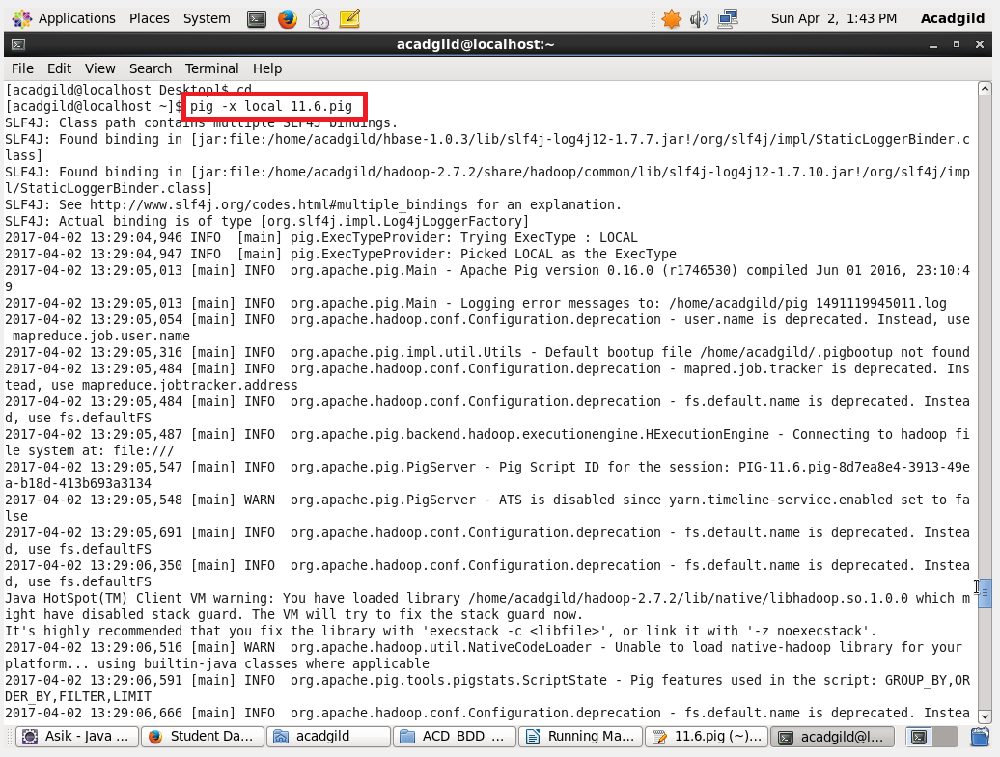 Applications Places System
Sun Apr 2, 1:43 PM Acadgild
acadgild@localhost:~
File Edit View Search Terminal Help
[acadgild@localhost Desktop]$ cd
[acadgild@localhost ~]$ pig -x local 11.6.pig
SLF4J: Class path contains multiple SLF4J bindings.
SLF4J: Found binding in [jar:file:/home/acadgild/hbase-1.0.3/lib/slf4j-log4j12-1.7.7.jar!/org/slf4j/impl/StaticLoggerBinder.c
lass]
SLF4J: Found binding in [jar:file:/home/acadgild/hadoop-2.7.2/share/hadoop/common/lib/slf4j-log4j12-1.7.10.jar!/org/slf4j/imp
l/StaticLoggerBinder.class]
SLF4J: See http://www.slf4j.org/codes.html#multiple_bindings for an explanation.
SLF4J: Actual binding is of type [org.slf4j.impl.Log4jLoggerFactory]
2017-04-02 13:29:04,946 INFO  [main] pig.ExecTypeProvider: Trying ExecType : LOCAL
2017-04-02 13:29:04,947 INFO  [main] pig.ExecTypeProvider: Picked LOCAL as the ExecType
2017-04-02 13:29:05,013 [main] INFO  org.apache.pig.Main - Apache Pig version 0.16.0 (r1746530) compiled Jun 01 2016, 23:10:4
9
2017-04-02 13:29:05,013 [main] INFO  org.apache.pig.Main - Logging error messages to: /home/acadgild/pig_1491119945011.log
2017-04-02 13:29:05,054 [main] INFO  org.apache.hadoop.conf.Configuration.deprecation - user.name is deprecated. Instead, use
 mapreduce.job.user.name
2017-04-02 13:29:05,316 [main] INFO  org.apache.pig.impl.util.Utils - Default bootup file /home/acadgild/.pigbootup not found
2017-04-02 13:29:05,484 [main] INFO  org.apache.hadoop.conf.Configuration.deprecation - mapred.job.tracker is deprecated. Ins
tead, use mapreduce.jobtracker.address
2017-04-02 13:29:05,484 [main] INFO  org.apache.hadoop.conf.Configuration.deprecation - fs.default.name is deprecated. Instea
d, use fs.defaultFS
2017-04-02 13:29:05,487 [main] INFO  org.apache.pig.backend.hadoop.executionengine.HExecutionEngine - Connecting to hadoop fi
le system at: file:///
2017-04-02 13:29:05,547 [main] INFO  org.apache.pig.PigServer - Pig Script ID for the session: PIG-11.6.pig-8d7ea8e4-3913-49e
a-b18d-413b693a3134
2017-04-02 13:29:05,548 [main] WARN  org.apache.pig.PigServer - ATS is disabled since yarn.timeline-service.enabled set to fa
lse
2017-04-02 13:29:05,691 [main] INFO  org.apache.hadoop.conf.Configuration.deprecation - fs.default.name is deprecated. Instea
d, use fs.defaultFS
2017-04-02 13:29:06,350 [main] INFO  org.apache.hadoop.conf.Configuration.deprecation - fs.default.name is deprecated. Instea
d, use fs.defaultFS
Java HotSpot(TM) Client VM warning: You have loaded library /home/acadgild/hadoop-2.7.2/lib/native/libhadoop.so.1.0.0 which m
ight have disabled stack guard. The VM will try to fix the stack guard now.
It's highly recommended that you fix the library with 'execstack -c <libfile>', or link it with '-z noexecstack'.
2017-04-02 13:29:06,516 [main] WARN  org.apache.hadoop.util.NativeCodeLoader - Unable to load native-hadoop library for your
platform... using builtin-java classes where applicable
2017-04-02 13:29:06,591 [main] INFO  org.apache.pig.tools.pigstats.ScriptState - Pig features used in the script: GROUP_BY,OR
DER_BY,FILTER,LIMIT
2017-04-02 13:29:06,666 [main] INFO  org.apache.hadoop.conf.Configuration.deprecation - fs.default.name is deprecated. Instea
Asik - Java ... Student Da... acadgild ACD_BDD_... Running Ma... 11.6.pig (~)... acadgild@l...